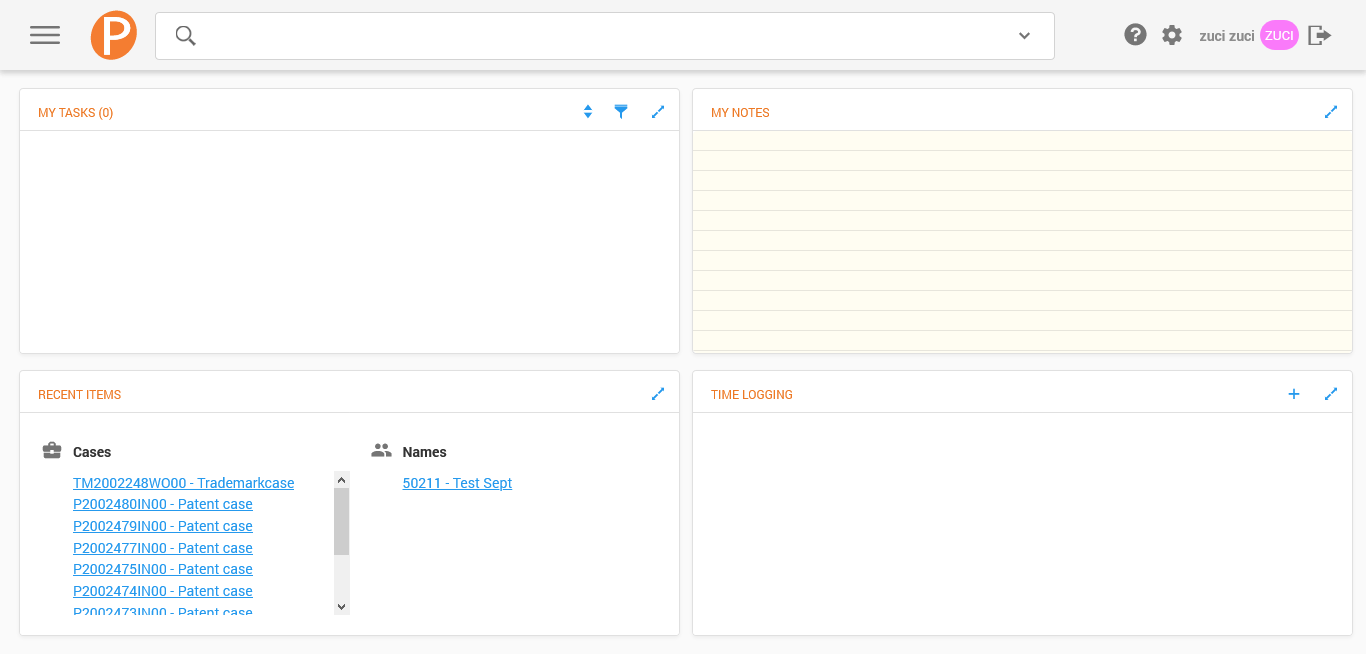 P
zuci zuci ZUCI
MY TASKS (0)
MY NOTES
RECENT ITEMS
Cases
TM2002248WO00 - Trademarkcase
P2002480IN00 - Patent case
P2002479IN00 - Patent case
P2002477IN00 - Patent case
P2002475IN00 - Patent case
P2002474IN00 - Patent case
P2002473IN00 - Patent case
Names
50211 - Test Sept
TIME LOGGING